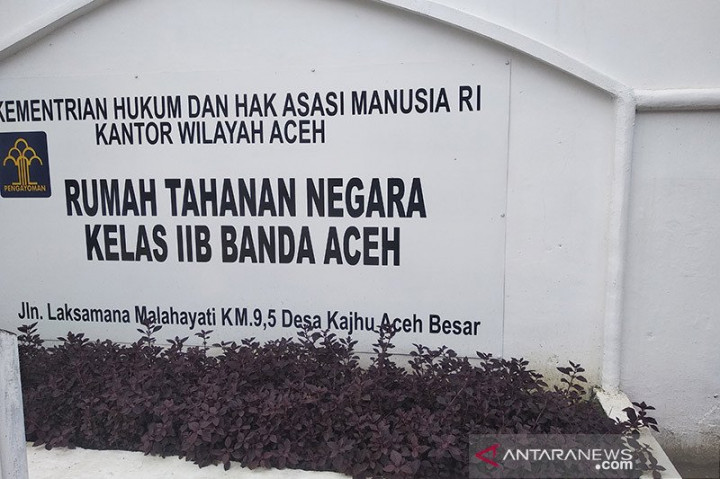 KEMENTRIAN HUKUM DAN HAK ASASI MANUSIA RI
KANTOR WILAYAH ACEH
PENGAYOMAN
RUMAH TAHANAN NEGARA
KELAS IIB BANDA ACEH
Jln. Laksamana Malahayati KM.9,5 Desa Kajhu Aceh Besar
ANTARANEWS
.com